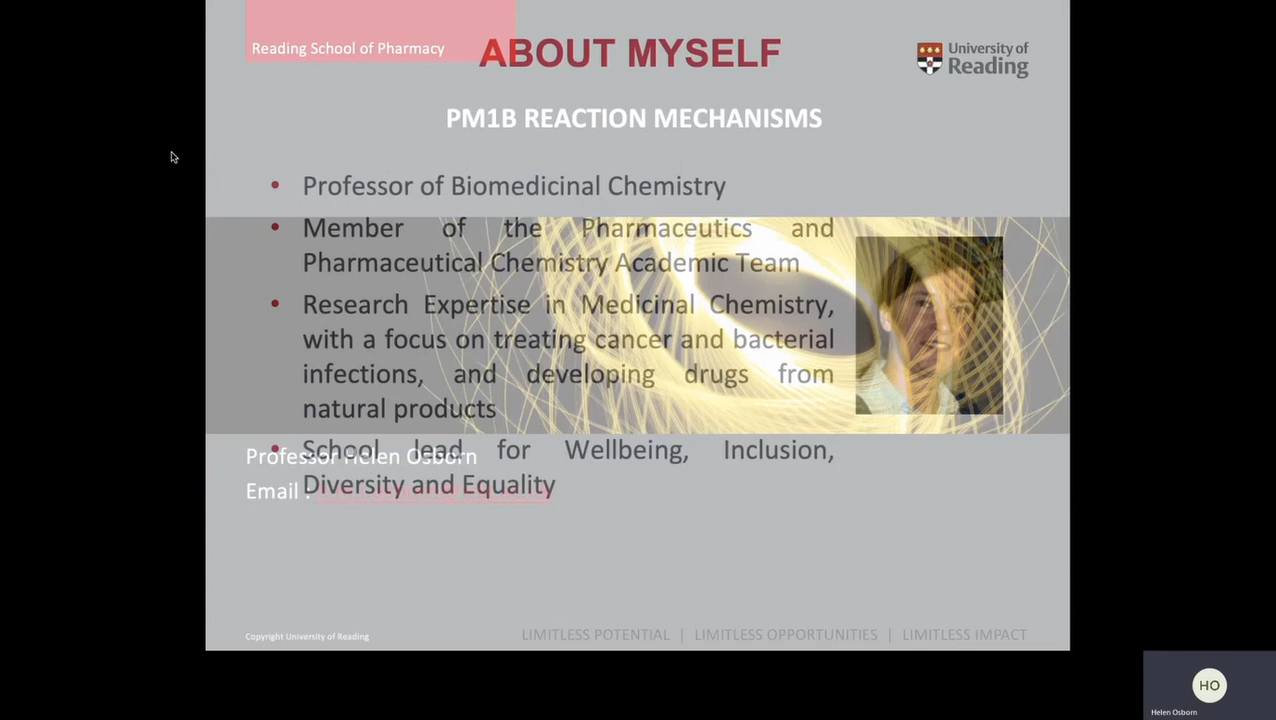 Reading School of Pharmacy
ABOUT MYSELF
University of
Reading
PM1B REACTION MECHANISMS
• Professor of Biomedicinal Chemistry
• Member of the Pharmaceutics and
Pharmaceutical Chemistry Academic Team
• Research Expertise in Medicinal Chemistry,
with a focus on treating cancer and bacterial
infections, and developing drugs from
natural products
• School lead for Wellbeing, Inclusion,
Diversity and Equality
Professor Helen Osborn
Email :
Copyright University of Reading
LIMITLESS POTENTIAL | LIMITLESS OPPORTUNITIES | LIMITLESS IMPACT
HO
Helen Osborn